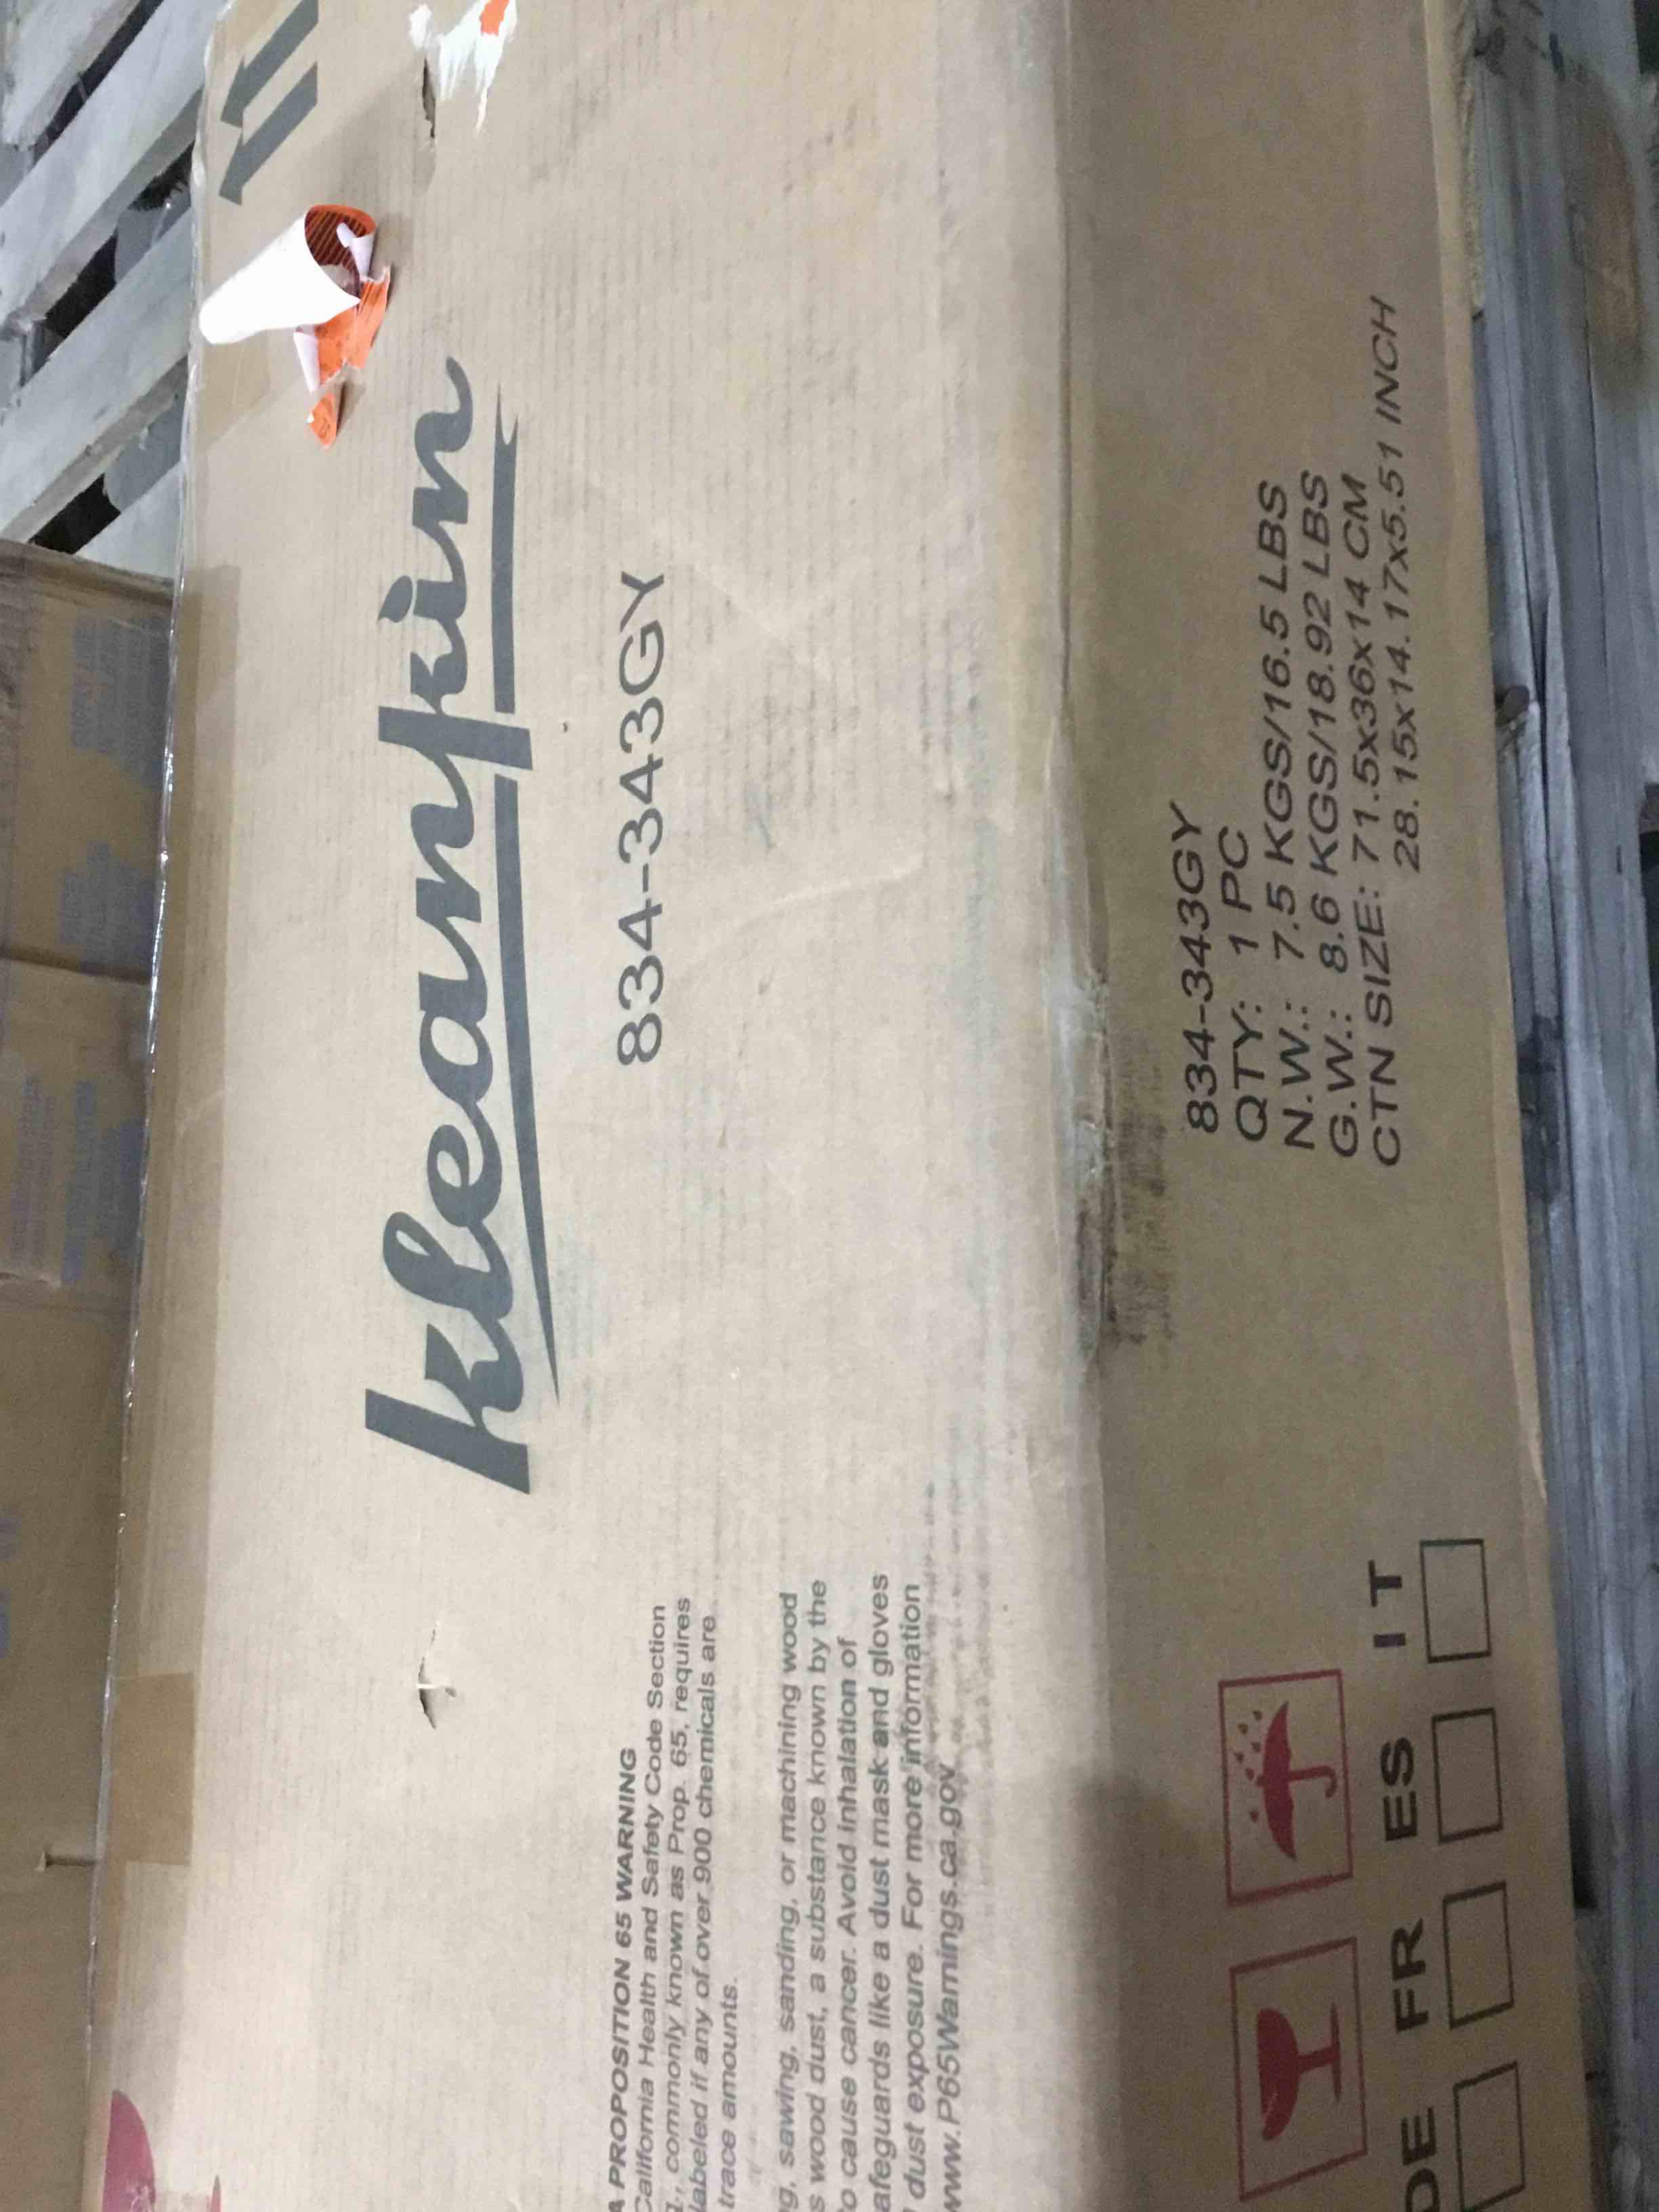 kleankin
834-343GY
A PROPOSITION 65 WARNING
California Health and Safety Code Section
commonly known as Prop. 65, requires
labeled if any of over 900 chemicals are
trace amounts.
sawing, sanding, or machining wood
s wood dust, a substance known by the
o cause cancer. Avoid inhalation of
afeguards like a dust mask and gloves
dust exposure. For more information
www.P65Warnings.ca.gov
834-343GY
QTY: 1 PC
N.W.: 7.5 KGS/16.5 LBS
G.W.: 8.6 KGS/18.92 LBS
CTN SIZE: 71.5x36x14 CM
28.15x14.17x5.51 INCH
DE FR ES IT